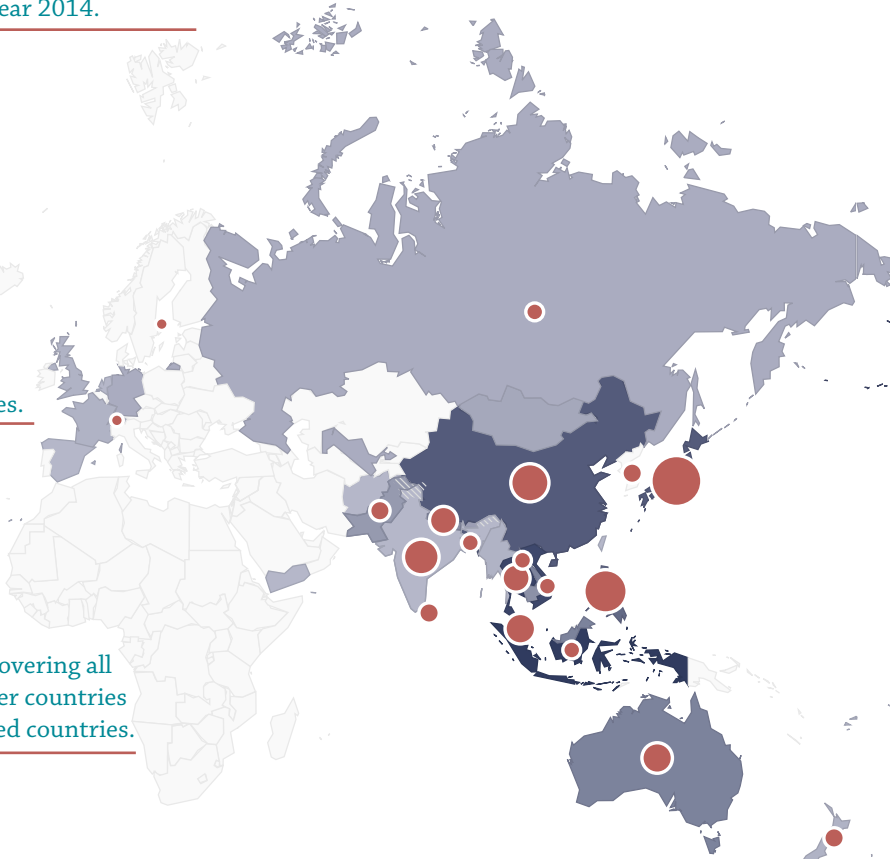 ear 2014.
es.
overing all
er countries
ed countries.